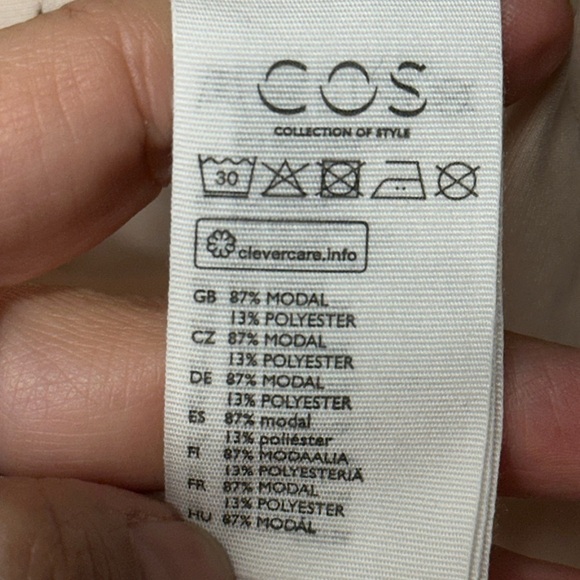 COS
COLLECTION OF STYLE
30
clevercare.info
GB 87% MODAL
13% POLYESTER
CZ 87% MODAL
13% POLYESTER
DE 87% MODAL
13% POLYESTER
ES 87% modal
13% poliéster
FI 87% MODAALIA
13% POLYESTERIÄ
FR 87% MODAL
13% POLYESTER
HU 87% MODÁL